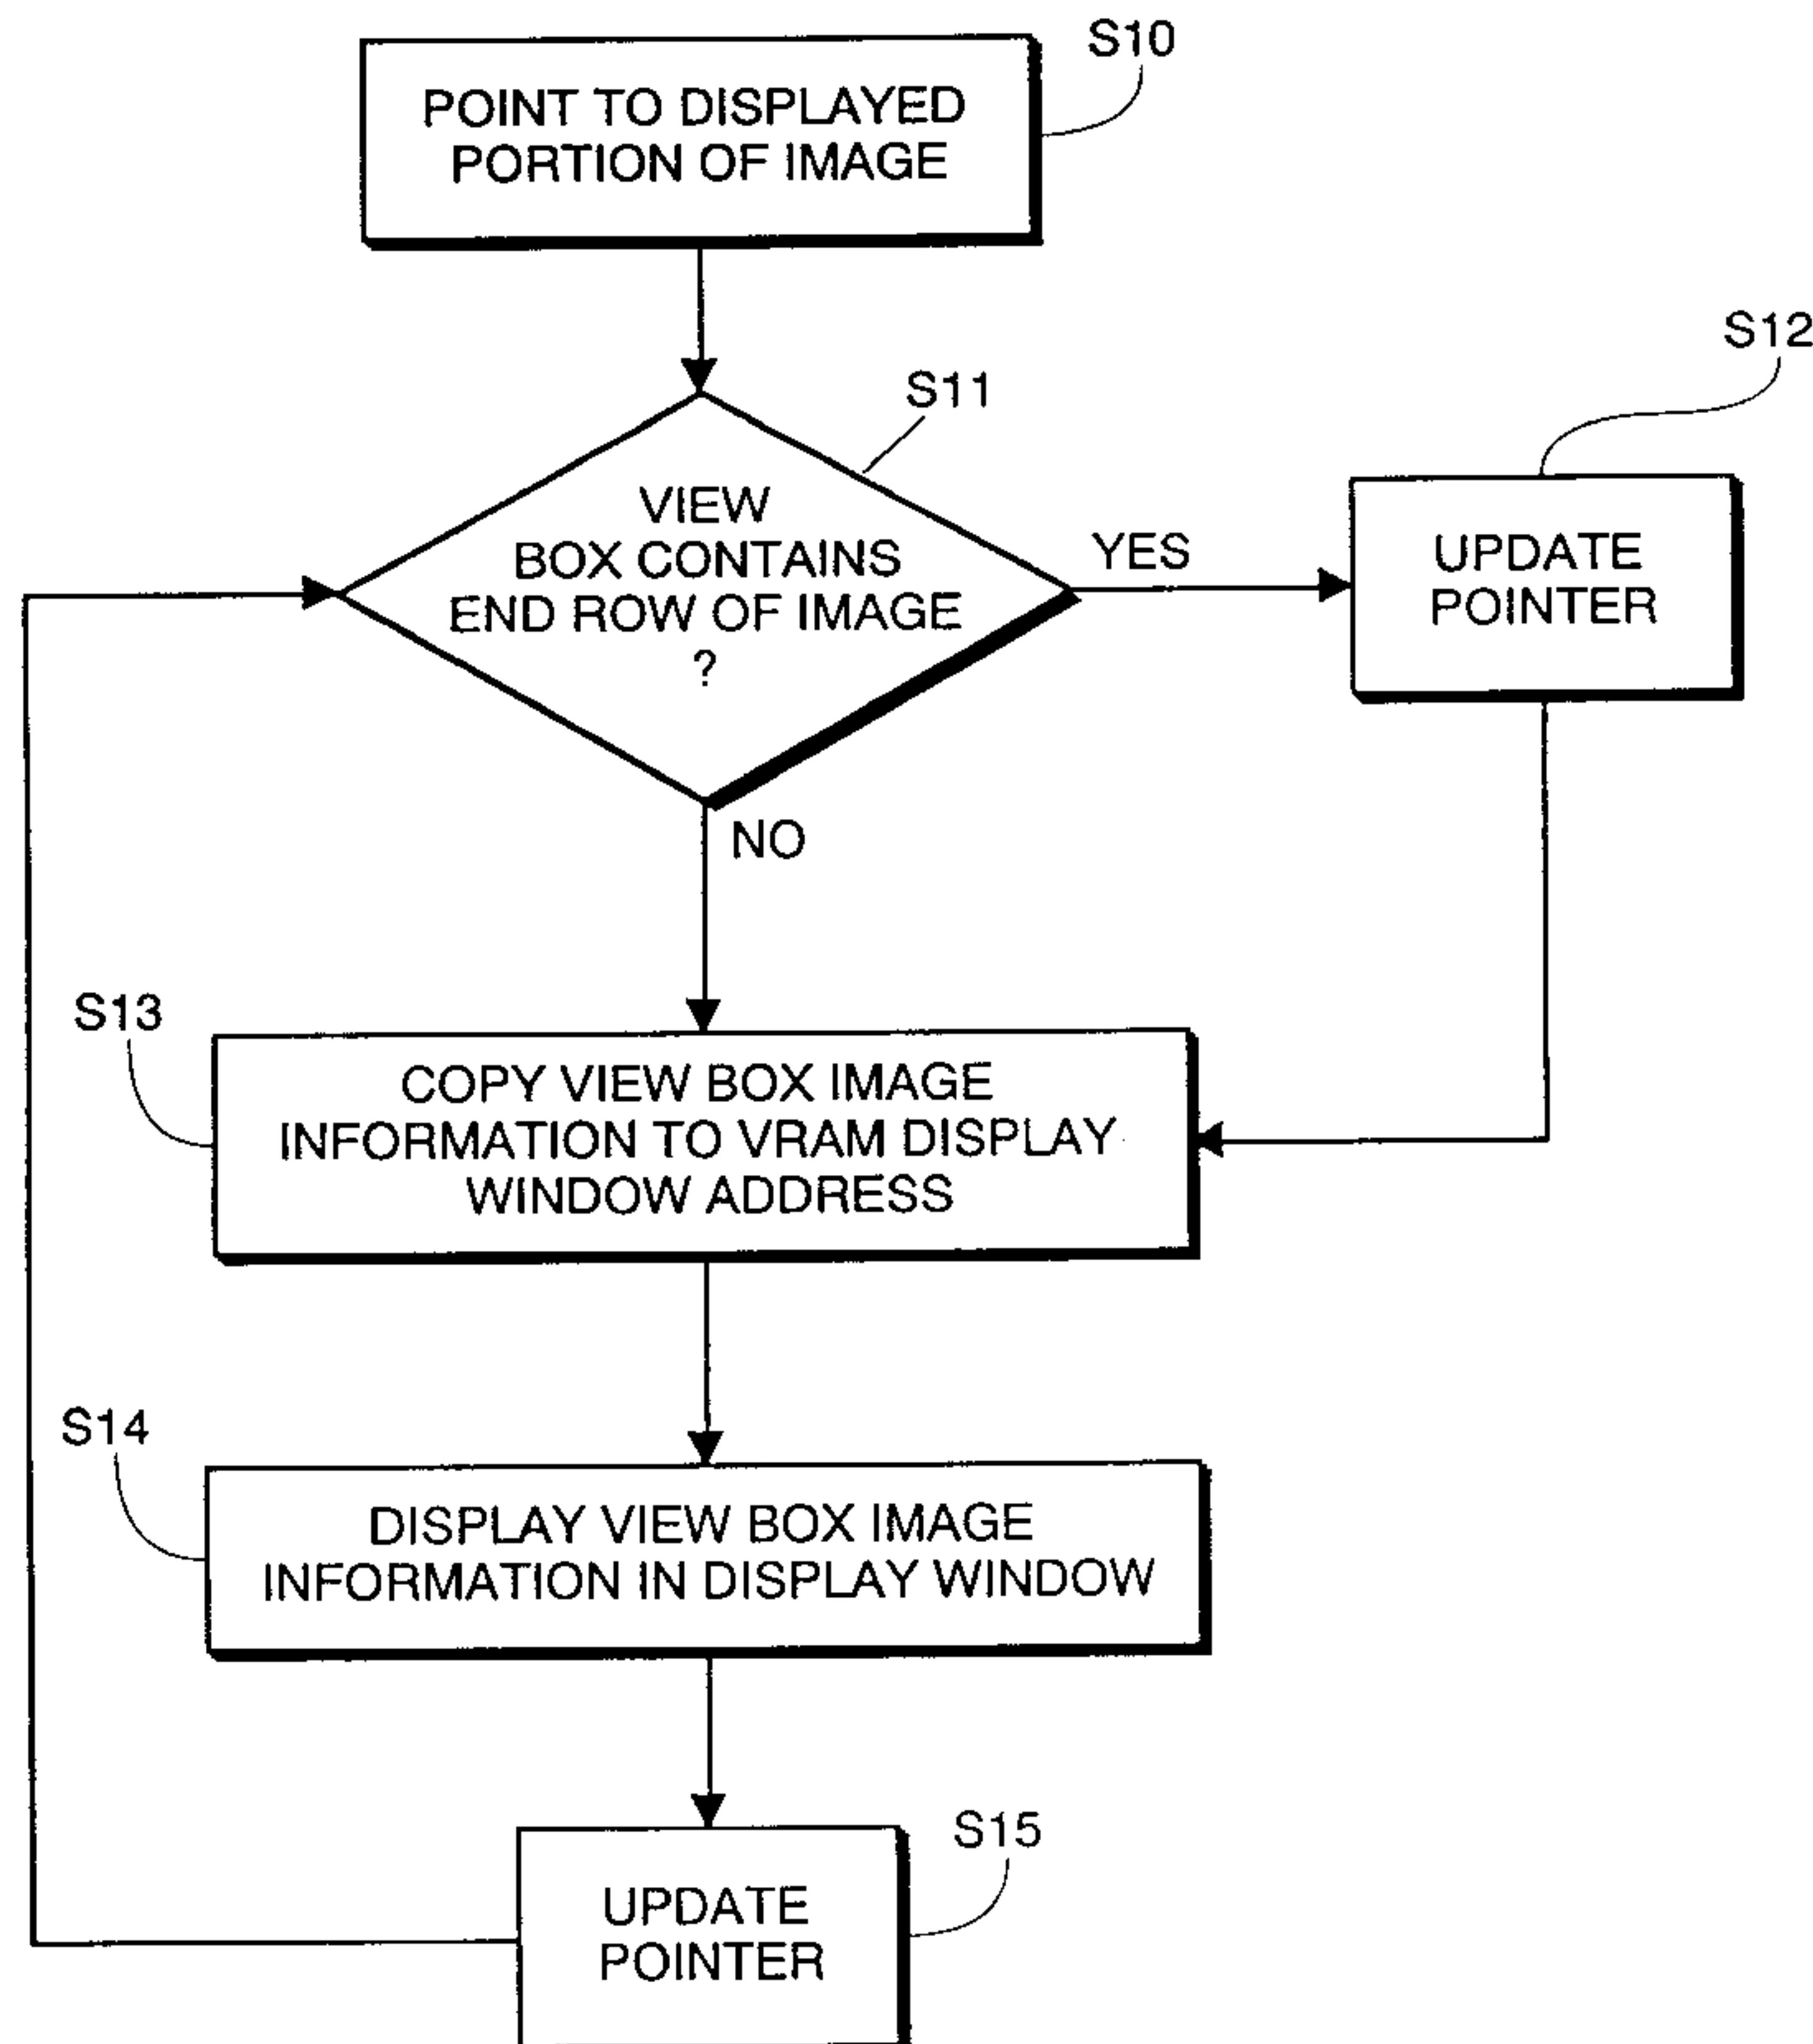 S10
POINT TO DISPLAYED
PORTION OF IMAGE
S12
S11
VIEW
BOX CONTAINS
END ROW OF IMAGE
?
YES
UPDATE
POINTER
NO
S13
COPY VIEW BOX IMAGE
INFORMATION TO VRAM DISPLAY
WINDOW ADDRESS
S14
DISPLAY VIEW BOX IMAGE
INFORMATION IN DISPLAY WINDOW
S15
UPDATE
POINTER